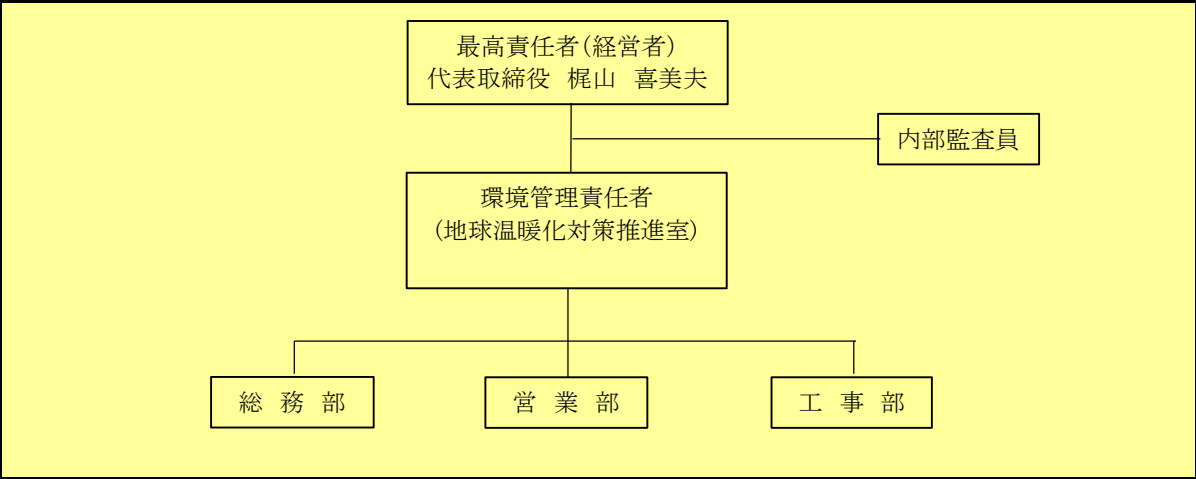 最高責任者（経営者）
代表取締役 梶山 喜美夫
内部監査員
環境管理責任者
（地球温暖化対策推進室）
総 務 部
営 業 部
工 事 部